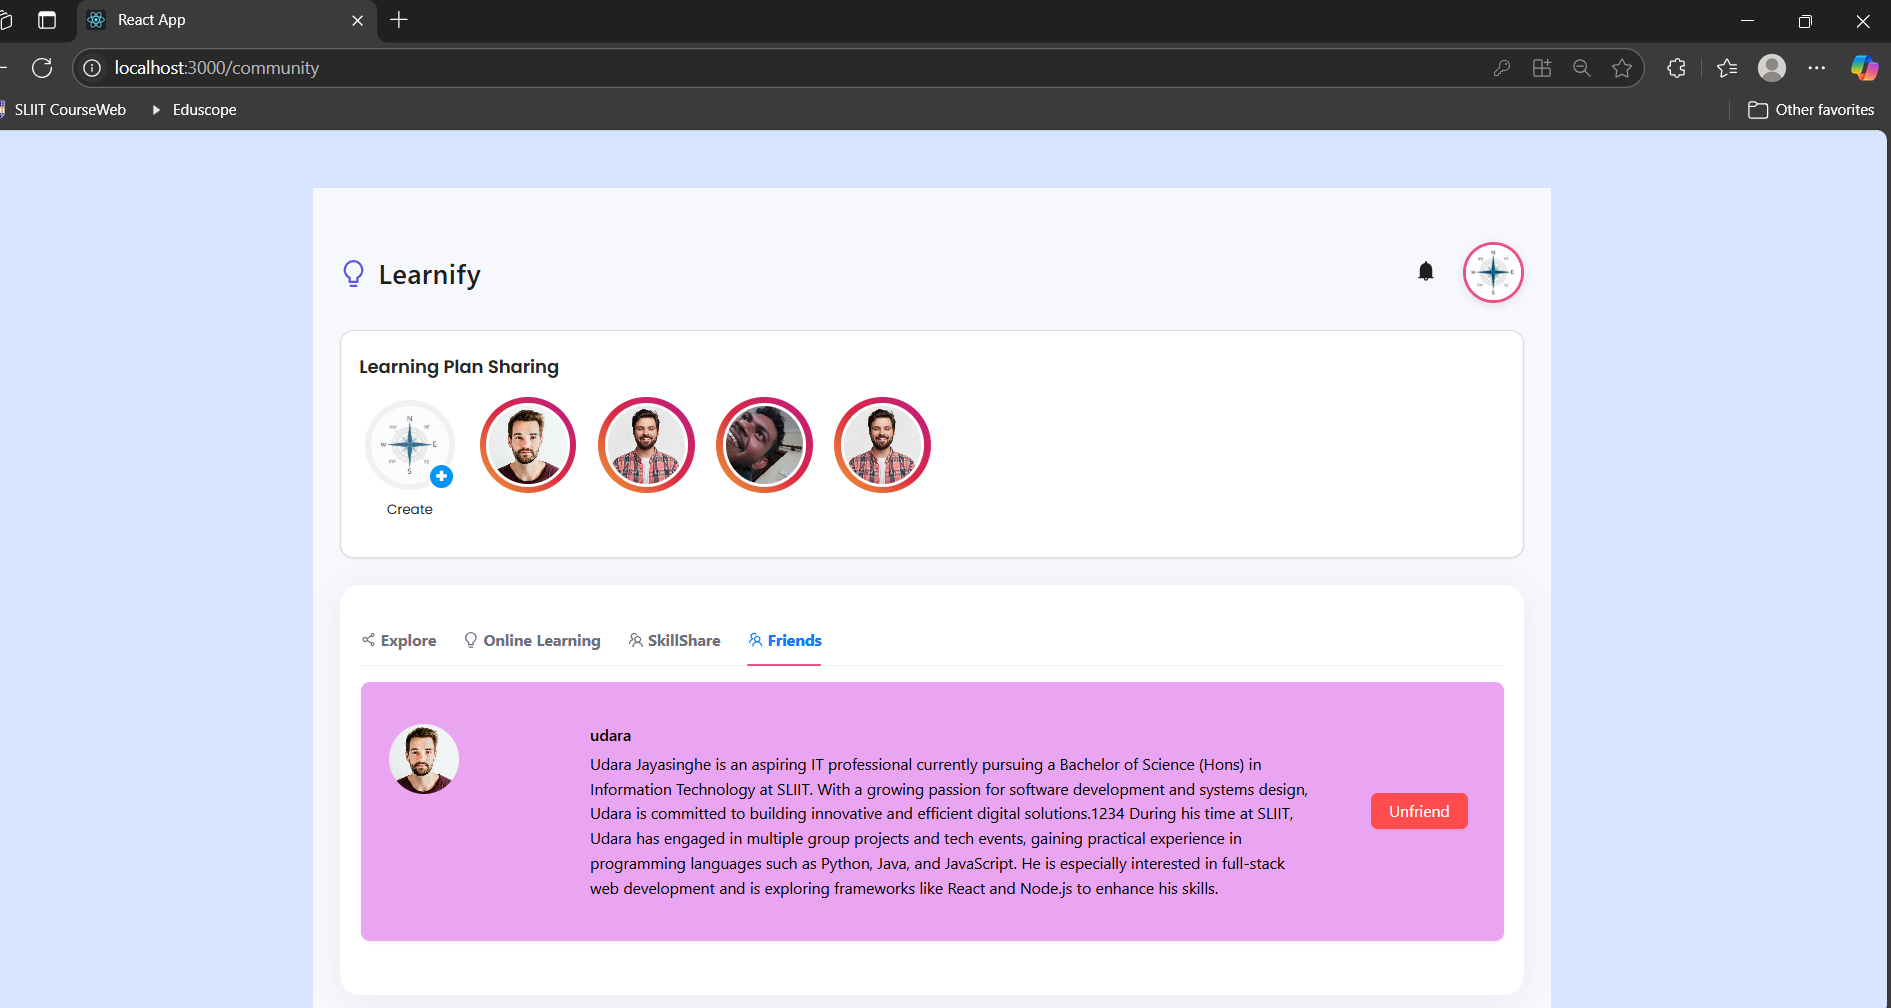 React App
localhost:3000/community
SLIIT CourseWeb
Eduscope
Other favorites
Learnify
Learning Plan Sharing
Create
Explore
Online Learning
SkillShare
Friends
udara
Udara Jayasinghe is an aspiring IT professional currently pursuing a Bachelor of Science (Hons) in
Information Technology at SLIIT. With a growing passion for software development and systems design,
Udara is committed to building innovative and efficient digital solutions.1234 During his time at SLIIT,
Udara has engaged in multiple group projects and tech events, gaining practical experience in
programming languages such as Python, Java, and JavaScript. He is especially interested in full-stack
web development and is exploring frameworks like React and Node.js to enhance his skills.
Unfriend